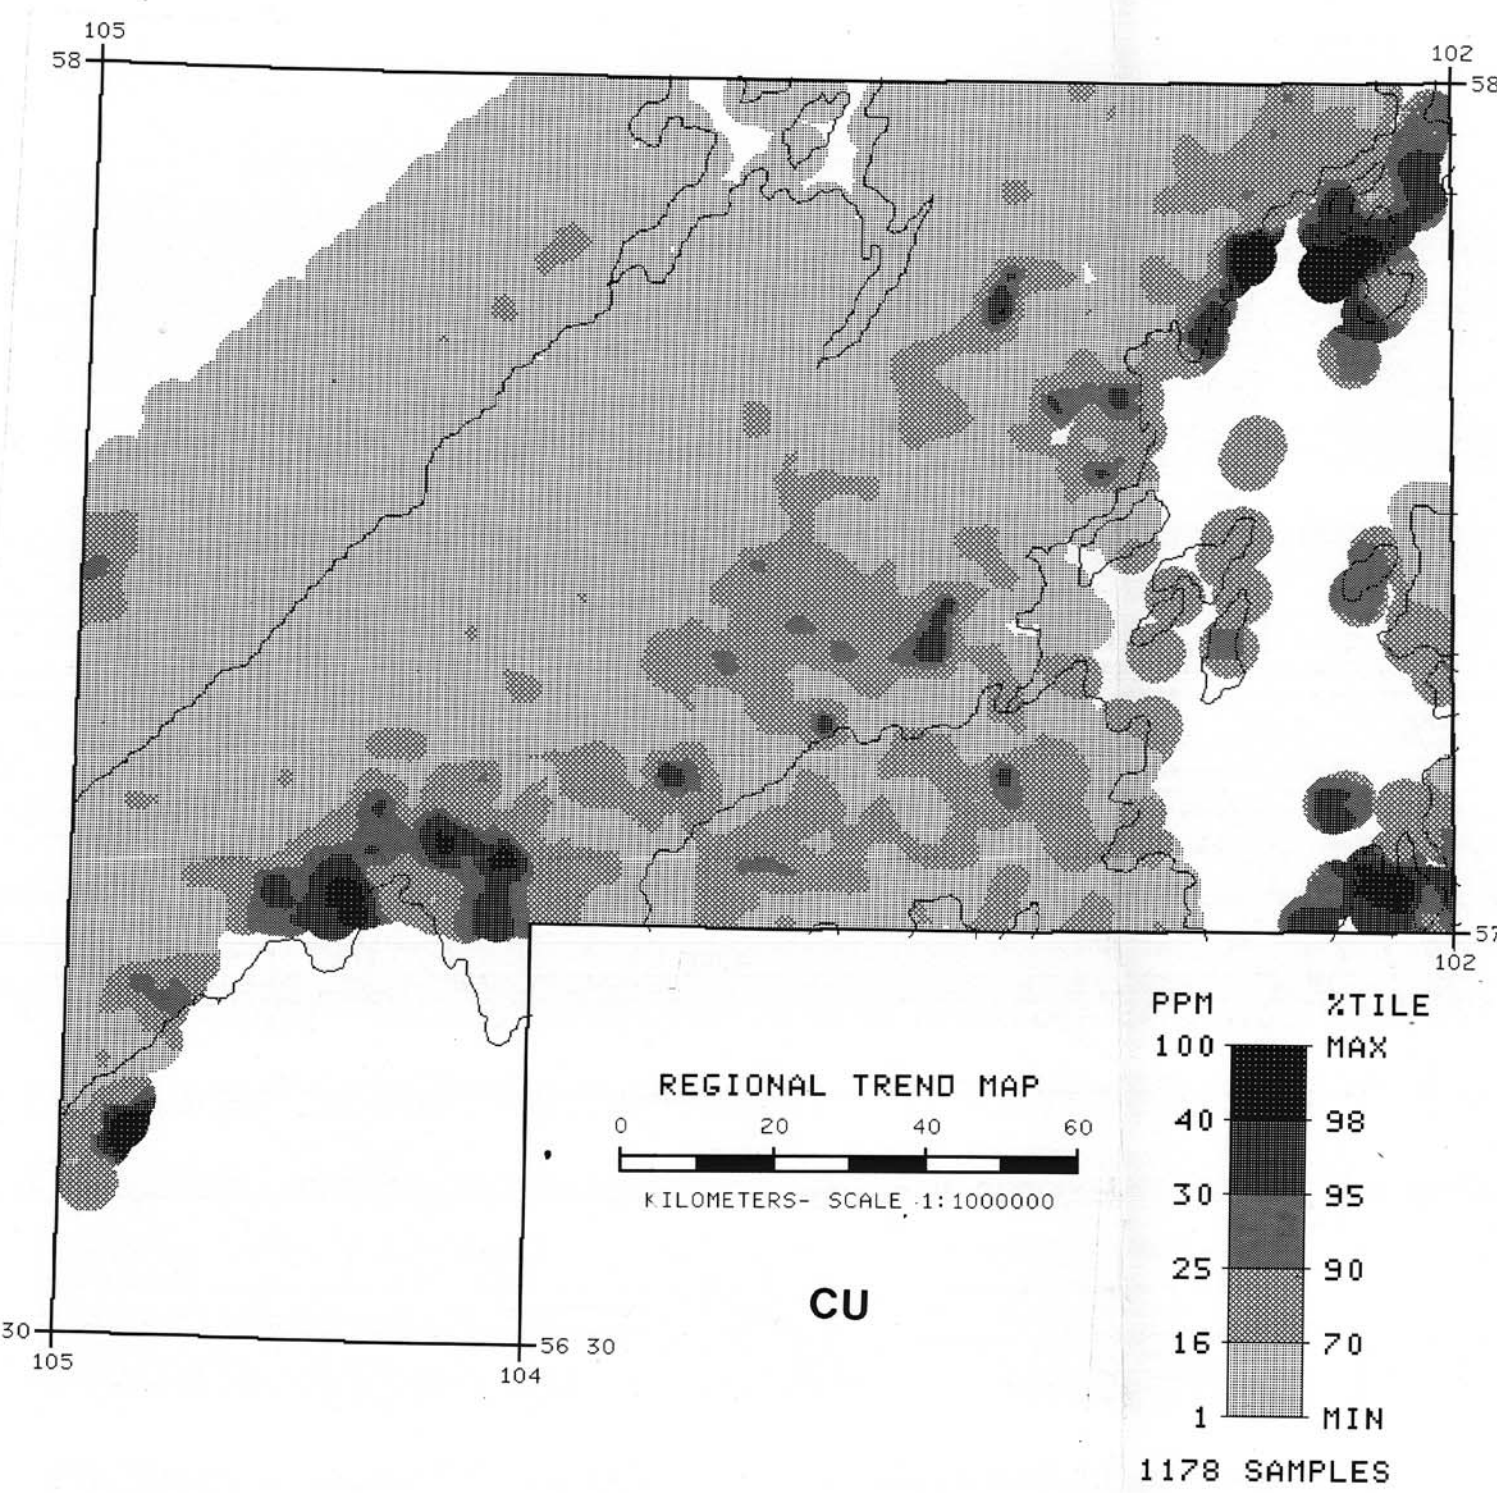 105
102
58
58
57
102
PPM %TILE
100 MAX
40 98
30 95
25 90
16 70
1 MIN
1178 SAMPLES
REGIONAL TREND MAP
0 20 40 60
KILOMETERS- SCALE 1:1000000
CU
30
56 30
105
104